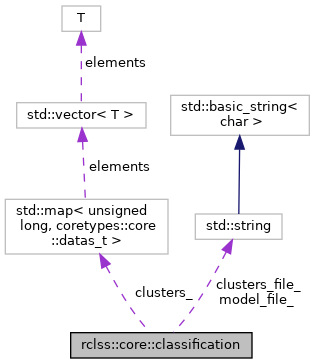 T
elements
std::vector< T >
std::basic_string<
char >
elements
std::map< unsigned
long, coretypes::core
::datas_t >
std::string
clusters_
clusters_file_
model_file_
rclss::core::classification